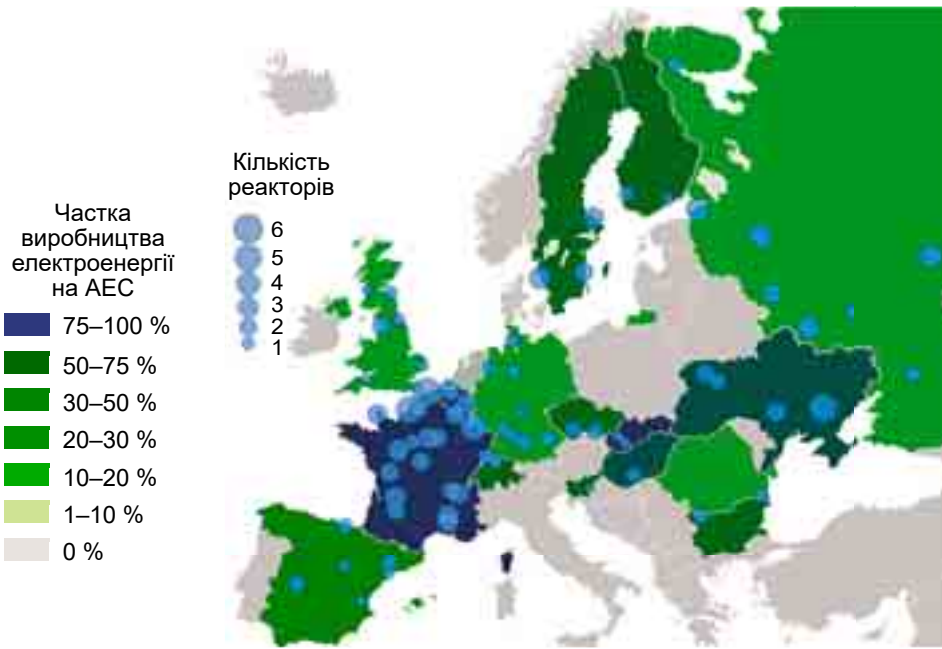 Кількість
реакторів
6
5
4
3
2
1
Частка
виробництва
електроенергії
на АЕС
75–100 %
50–75 %
30–50 %
20–30 %
10–20 %
1–10 %
0 %